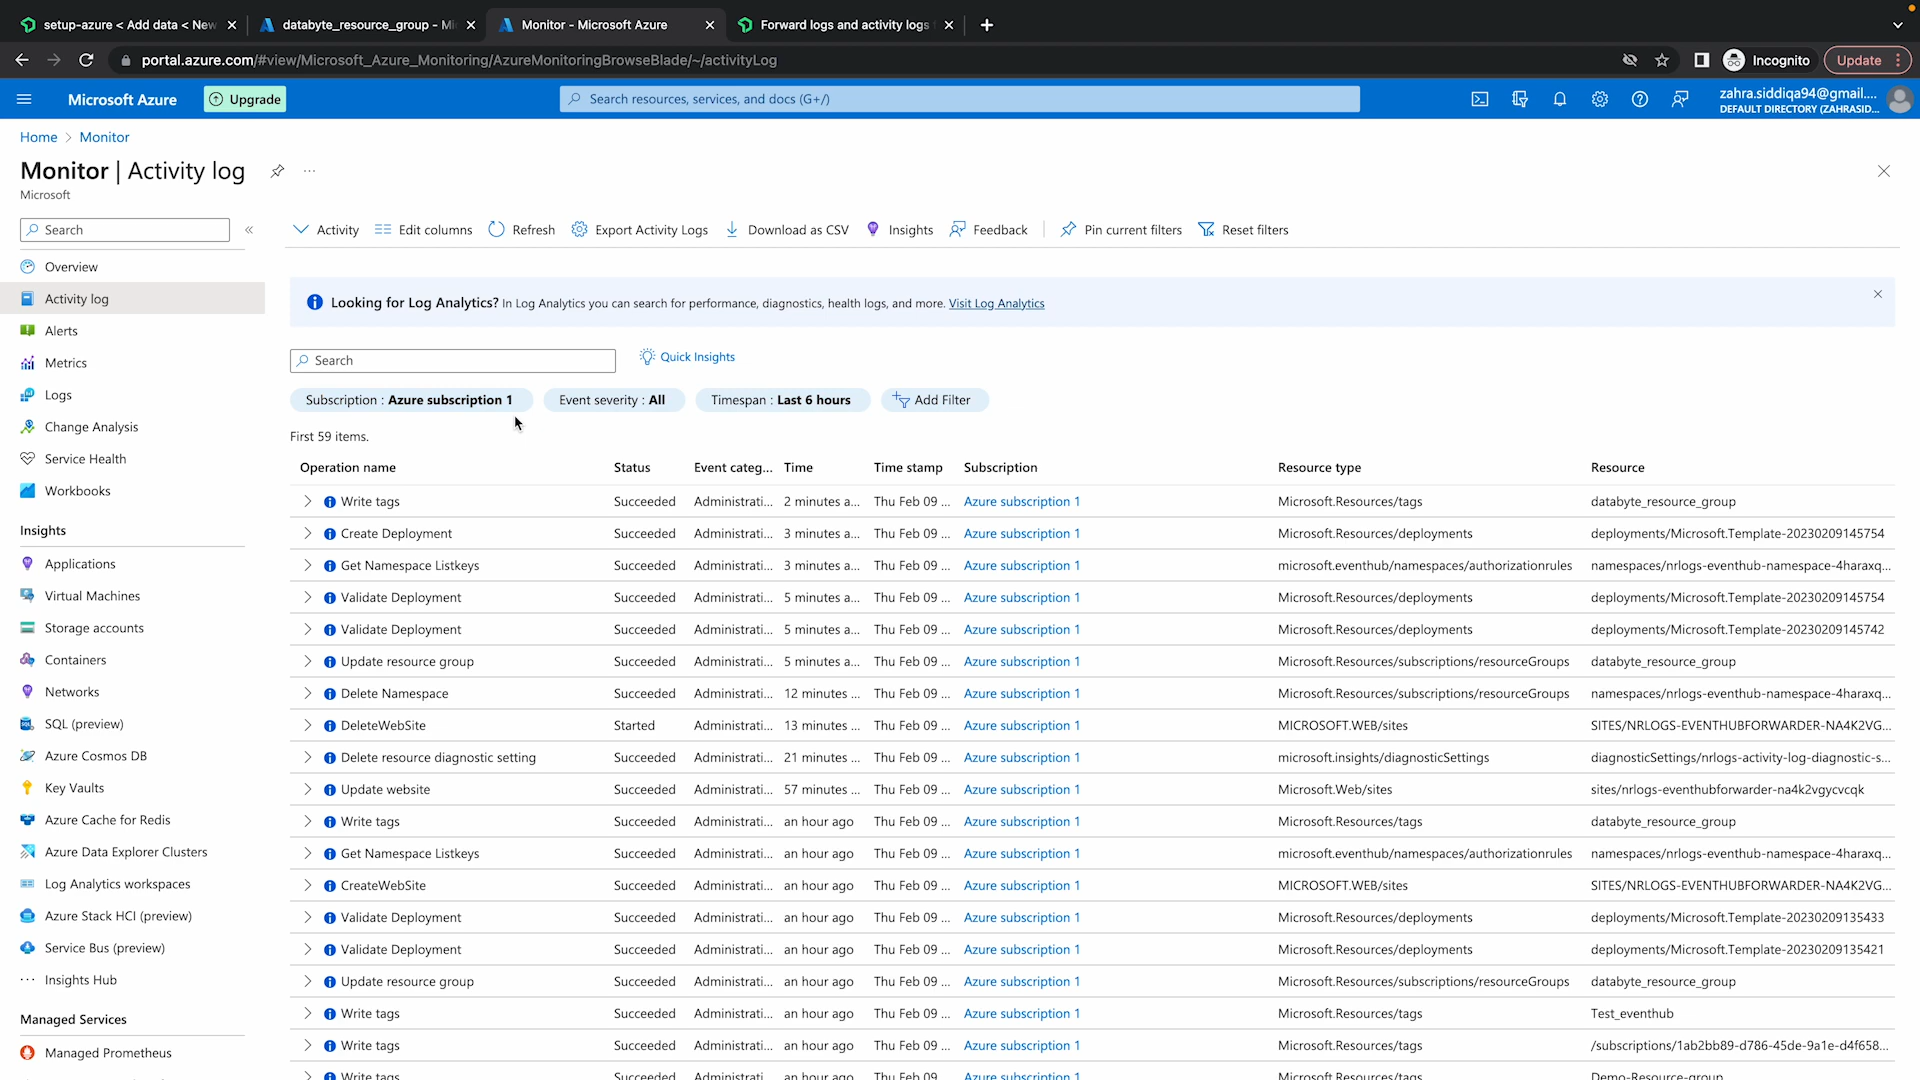 setup-azure < Add data < New
databyte_resource_group - Mi
Monitor - Microsoft Azure
Forward logs and activity logs
portal.azure.com/#view/Microsoft_Azure_Monitoring/AzureMonitoringBrowseBlade/~/activityLog
Incognito
Update
Microsoft Azure
Upgrade
Search resources, services, and docs (G+/)
zahra.siddiqa94@gmail....
DEFAULT DIRECTORY (ZAHRASID...
Home > Monitor
Monitor | Activity log
Microsoft
Search
Activity Edit columns Refresh Export Activity Logs Download as CSV Insights Feedback Pin current filters Reset filters
Overview
Activity log
Alerts
Metrics
Logs
Change Analysis
Service Health
Workbooks
Insights
Applications
Virtual Machines
Storage accounts
Containers
Networks
SQL (preview)
Azure Cosmos DB
Key Vaults
Azure Cache for Redis
Azure Data Explorer Clusters
Log Analytics workspaces
Azure Stack HCI (preview)
Service Bus (preview)
Insights Hub
Managed Services
Managed Prometheus
Looking for Log Analytics? In Log Analytics you can search for performance, diagnostics, health logs, and more. Visit Log Analytics
Search
Quick Insights
Subscription : Azure subscription 1
Event severity : All
Timespan : Last 6 hours
Add Filter
First 59 items.
Operation name Status Event categ... Time Time stamp Subscription Resource type Resource
Write tags Succeeded Administrati... 2 minutes a... Thu Feb 09 ... Azure subscription 1 Microsoft.Resources/tags databyte_resource_group
Create Deployment Succeeded Administrati... 3 minutes a... Thu Feb 09 ... Azure subscription 1 Microsoft.Resources/deployments deployments/Microsoft.Template-20230209145754
Get Namespace Listkeys Succeeded Administrati... 3 minutes a... Thu Feb 09 ... Azure subscription 1 microsoft.eventhub/namespaces/authorizationrules namespaces/nrlogs-eventhub-namespace-4haraxq...
Validate Deployment Succeeded Administrati... 5 minutes a... Thu Feb 09 ... Azure subscription 1 Microsoft.Resources/deployments deployments/Microsoft.Template-20230209145754
Validate Deployment Succeeded Administrati... 5 minutes a... Thu Feb 09 ... Azure subscription 1 Microsoft.Resources/deployments deployments/Microsoft.Template-20230209145742
Update resource group Succeeded Administrati... 5 minutes a... Thu Feb 09 ... Azure subscription 1 Microsoft.Resources/subscriptions/resourceGroups databyte_resource_group
Delete Namespace Succeeded Administrati... 12 minutes ... Thu Feb 09 ... Azure subscription 1 Microsoft.Resources/subscriptions/resourceGroups namespaces/nrlogs-eventhub-namespace-4haraxq...
DeleteWebSite Started Administrati... 13 minutes ... Thu Feb 09 ... Azure subscription 1 MICROSOFT.WEB/sites SITES/NRLOGS-EVENTHUBFORWARDER-NA4K2VG...
Delete resource diagnostic setting Succeeded Administrati... 21 minutes ... Thu Feb 09 ... Azure subscription 1 microsoft.insights/diagnosticSettings diagnosticSettings/nrlogs-activity-log-diagnostic-s...
Update website Succeeded Administrati... 57 minutes ... Thu Feb 09 ... Azure subscription 1 Microsoft.Web/sites sites/nrlogs-eventhubforwarder-na4k2vgycvcqk
Write tags Succeeded Administrati... an hour ago Thu Feb 09 ... Azure subscription 1 Microsoft.Resources/tags databyte_resource_group
Get Namespace Listkeys Succeeded Administrati... an hour ago Thu Feb 09 ... Azure subscription 1 microsoft.eventhub/namespaces/authorizationrules namespaces/nrlogs-eventhub-namespace-4haraxq...
CreateWebSite Succeeded Administrati... an hour ago Thu Feb 09 ... Azure subscription 1 MICROSOFT.WEB/sites SITES/NRLOGS-EVENTHUBFORWARDER-NA4K2VG...
Validate Deployment Succeeded Administrati... an hour ago Thu Feb 09 ... Azure subscription 1 Microsoft.Resources/deployments deployments/Microsoft.Template-20230209135433
Validate Deployment Succeeded Administrati... an hour ago Thu Feb 09 ... Azure subscription 1 Microsoft.Resources/deployments deployments/Microsoft.Template-20230209135421
Update resource group Succeeded Administrati... an hour ago Thu Feb 09 ... Azure subscription 1 Microsoft.Resources/subscriptions/resourceGroups databyte_resource_group
Write tags Succeeded Administrati... an hour ago Thu Feb 09 ... Azure subscription 1 Microsoft.Resources/tags Test_eventhub
Write tags Succeeded Administrati... an hour ago Thu Feb 09 ... Azure subscription 1 Microsoft.Resources/tags /subscriptions/1ab2bb89-d786-45de-9a1e-d4f658...
Write tags Succeeded Administrati... an hour ago Thu Feb 09 ... Azure subscription 1 Microsoft.Resources/tags Demo-Resource-group